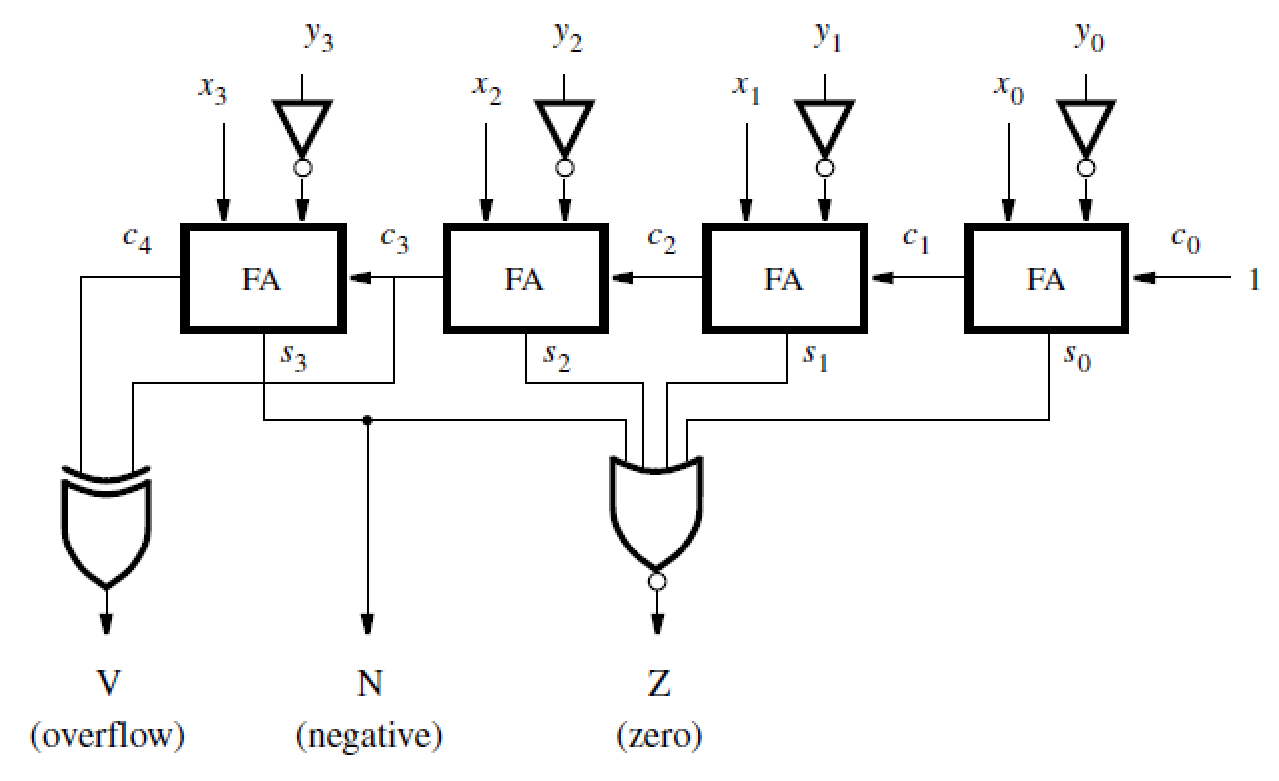 y3 y2 y1 y0
x3 x2 x1 x0
c4 c3 c2 c1 c0
FA FA FA FA 1
s3 s2 s1 s0
V N Z
(overflow) (negative) (zero)